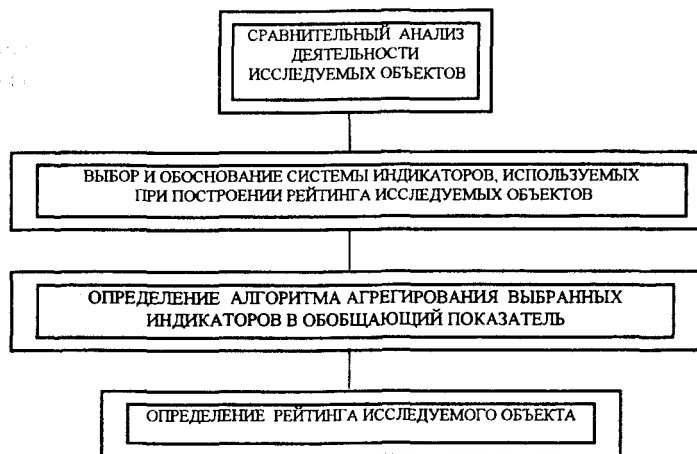 СРАВНИТЕЛЬНЫЙ АНАЛИЗ
ДЕЯТЕЛЬНОСТИ
ИССЛЕДУЕМЫХ ОБЪЕКТОВ
ВЫБОР И ОБОСНОВАНИЕ СИСТЕМЫ ИНДИКАТОРОВ, ИСПОЛЬЗУЕМЫХ
ПРИ ПОСТРОЕНИИ РЕЙТИНГА ИССЛЕДУЕМЫХ ОБЪЕКТОВ
ОПРЕДЕЛЕНИЕ АЛГОРИТМА АГРЕГИРОВАНИЯ ВЫБРАННЫХ
ИНДИКАТОРОВ В ОБОБЩАЮЩИЙ ПОКАЗАТЕЛЬ
ОПРЕДЕЛЕНИЕ РЕЙТИНГА ИССЛЕДУЕМОГО ОБЪЕКТА